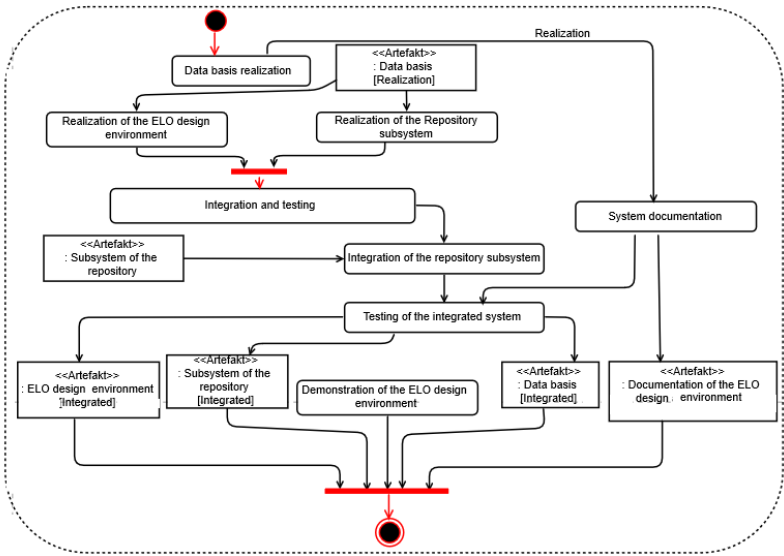 Realization
Data basis realization
<<Artefakt>>
: Data basis
[Realization]
Realization of the ELO design
environment
Realization of the Repository
subsystem
Integration and testing
System documentation
<<Artefakt>>
: Subsystem of the
repository
Integration of the repository subsystem
Testing of the integrated system
<<Artefakt>>
: ELO design environment
[Integrated]
<<Artefakt>>
: Subsystem of the
repository
[Integrated]
Demonstration of the ELO design
environment
<<Artefakt>>
: Data basis
[Integrated]
<<Artefakt>>
: Documentation of the ELO
design environment